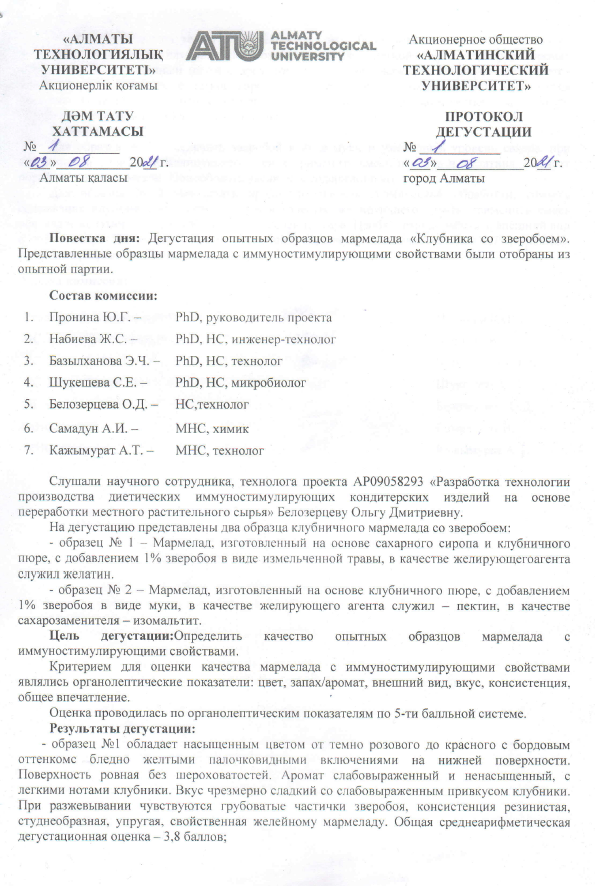 «АЛМАТЫ
ТЕХНОЛОГИЯЛЫҚ
УНИВЕРСИТЕТІ»
Акционерлік қоғамы
ATU ALMATY
TECHNOLOGICAL
UNIVERSITY
Акционерное общество
«АЛМАТИНСКИЙ
ТЕХНОЛОГИЧЕСКИЙ
УНИВЕРСИТЕТ»
ДӘМ ТАТУ
ХАТТАМАСЫ
№ 1
«03» 08 2021 г.
Алматы қаласы
ПРОТОКОЛ
ДЕГУСТАЦИИ
№ 1
«03» 08 2021 г.
город Алматы
Повестка дня: Дегустация опытных образцов мармелада «Клубника со зверобоем».
Представленные образцы мармелада с иммуностимулирующими свойствами были отобраны из
опытной партии.
Состав комиссии:
1. Пронина Ю.Г. – PhD, руководитель проекта
2. Набиева Ж.С. – PhD, НС, инженер-технолог
3. Базылханова Э.Ч. – PhD, НС, технолог
4. Шукешева С.Е. – PhD, НС, микробиолог
5. Белозерцева О.Д. – НС,технолог
6. Самадун А.И. – МНС, химик
7. Кажымурат А.Т. – МНС, технолог
Слушали научного сотрудника, технолога проекта АР09058293 «Разработка технологии
производства диетических иммуностимулирующих кондитерских изделий на основе
переработки местного растительного сырья» Белозерцеву Ольгу Дмитриевну.
На дегустацию представлены два образца клубничного мармелада со зверобоем:
- образец № 1 – Мармелад, изготовленный на основе сахарного сиропа и клубничного
пюре, с добавлением 1% зверобоя в виде измельченной травы, в качестве желирующегоагента
служил желатин.
- образец № 2 – Мармелад, изготовленный на основе клубничного пюре, с добавлением
1% зверобоя в виде муки, в качестве желирующего агента служил – пектин, в качестве
сахарозаменителя – изомальтит.
Цель дегустации:Определить качество опытных образцов мармелада с
иммуностимулирующими свойствами.
Критерием для оценки качества мармелада с иммуностимулирующими свойствами
являлись органолептические показатели: цвет, запах/аромат, внешний вид, вкус, консистенция,
общее впечатление.
Оценка проводилась по органолептическим показателям по 5-ти балльной системе.
Результаты дегустации:
- образец №1 обладает насыщенным цветом от темно розового до красного с бордовым
оттенкомс бледно желтыми палочковидными включениями на нижней поверхности.
Поверхность ровная без шероховатостей. Аромат слабовыраженный и ненасыщенный, с
легкими нотами клубники. Вкус чрезмерно сладкий со слабовыраженным привкусом клубники.
При разжевывании чувствуются грубоватые частички зверобоя, консистенция резинистая,
студнеобразная, упругая, свойственная желейному мармеладу. Общая среднеарифметическая
дегустационная оценка – 3,8 баллов;